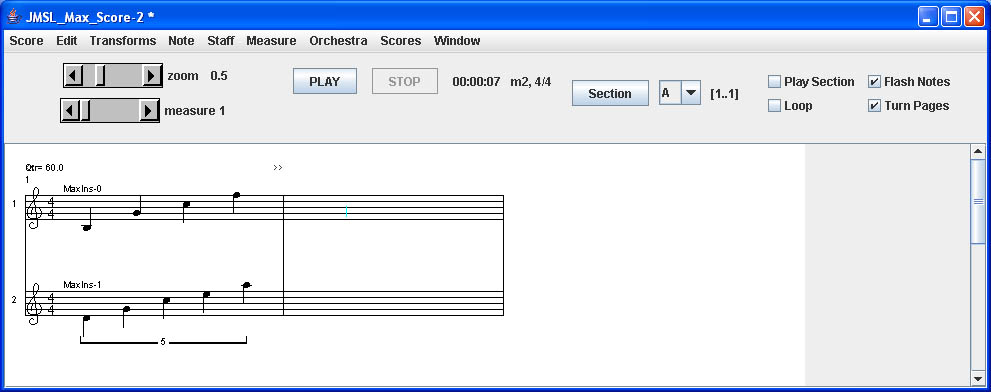 JMSL_Max_Score-2 *
Score Edit Transforms Note Staff Measure Orchestra Scores Window
zoom 0.5
PLAY STOP 00:00:07 m2, 4/4
Section A [1..1]
Play Section Flash Notes
measure 1
Loop Turn Pages
Qtr= 60.0 >>
1
MaxIns-0
1 4
4
MaxIns-1
2 4
4
5